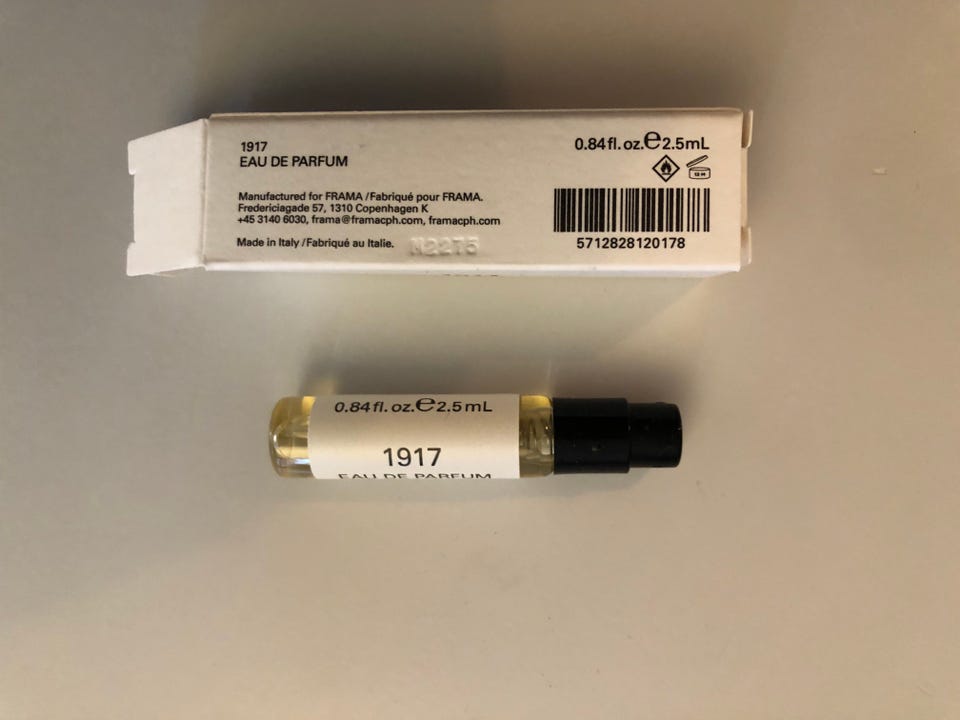 1917
EAU DE PARFUM
0.84 fl. oz. ℮ 2.5 mL
12 M
Manufactured for FRAMA / Fabriqué pour FRAMA.
Fredericiagade 57, 1310 Copenhagen K
+45 3140 6030, frama@framacph.com, framacph.com
Made in Italy / Fabriqué au Italie.
N2275
5712828120178
0.84 fl. oz. ℮ 2.5 mL
1917
EAU DE PARFUM